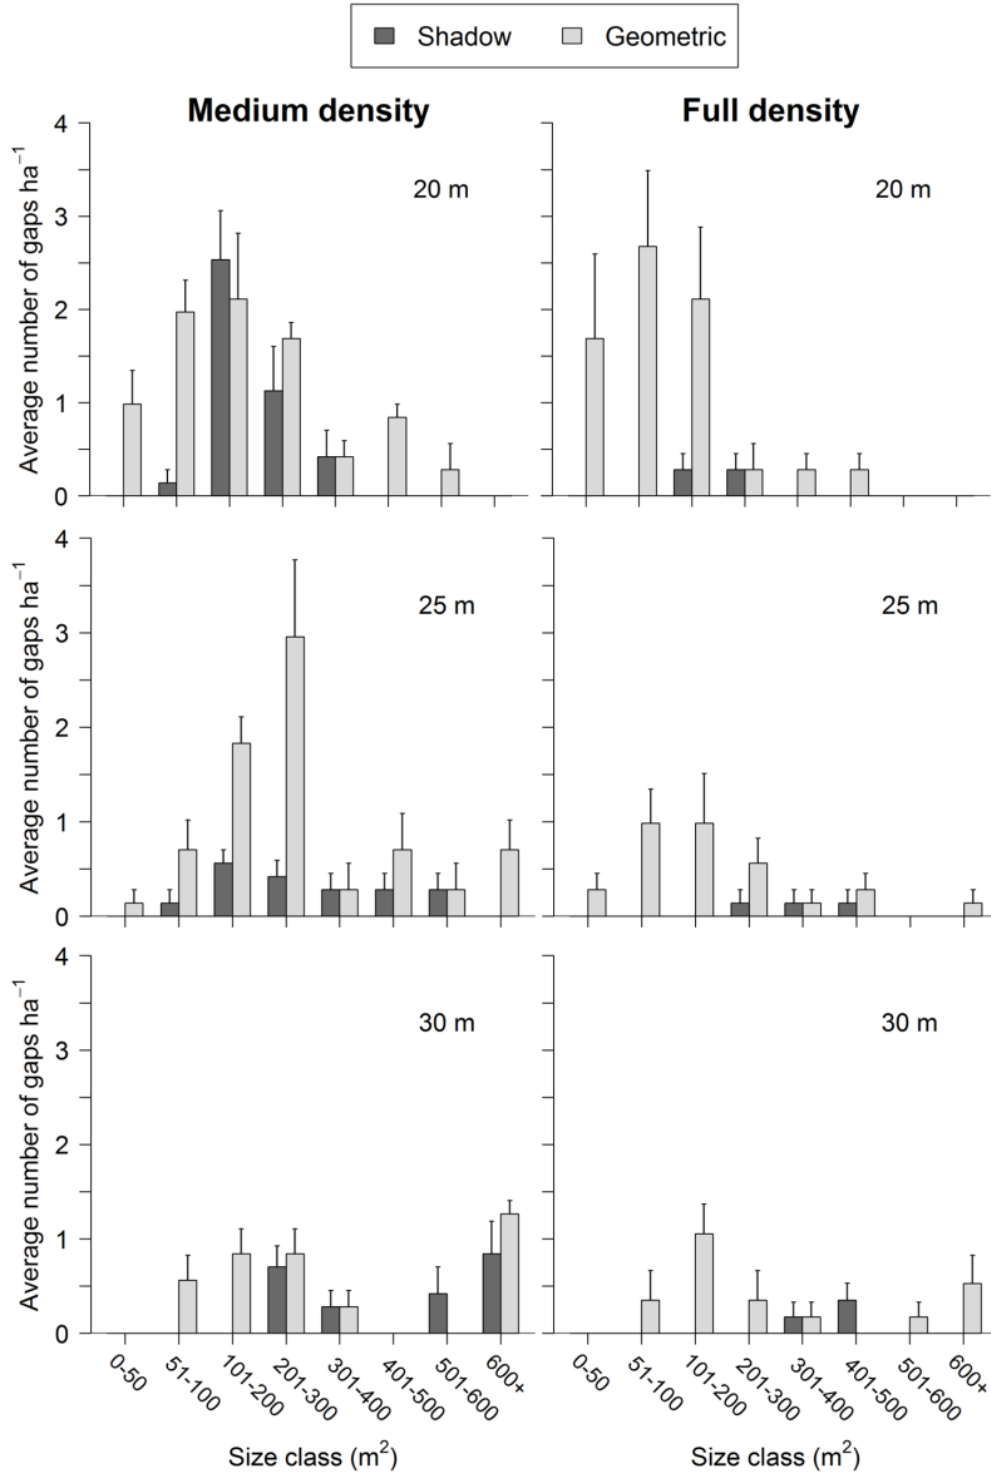 Shadow Geometric
Medium density Full density
Average number of gaps ha⁻¹
4
3
2
1
0
20 m
20 m
Average number of gaps ha⁻¹
4
3
2
1
0
25 m
25 m
Average number of gaps ha⁻¹
4
3
2
1
0
30 m
30 m
0-50
51-100
101-200
201-300
301-400
401-500
501-600
600+
0-50
51-100
101-200
201-300
301-400
401-500
501-600
600+
Size class (m²) Size class (m²)